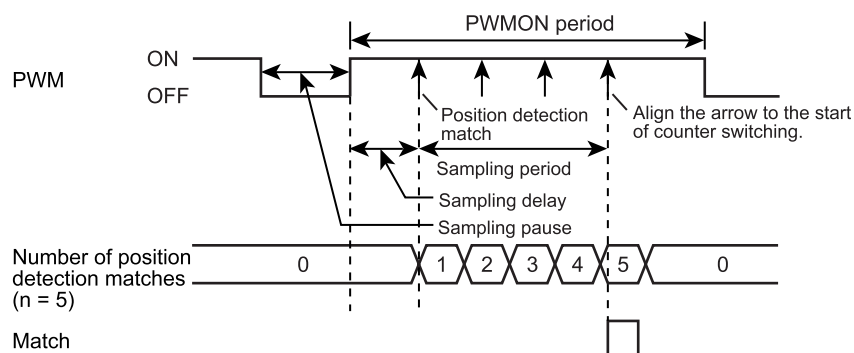 PWMON period
ON
PWM
OFF
Position detection
match
Align the arrow to the start
of counter switching.
Sampling period
Sampling delay
Sampling pause
Number of position
detection matches
(n = 5)
0
1
2
3
4
5
0
Match